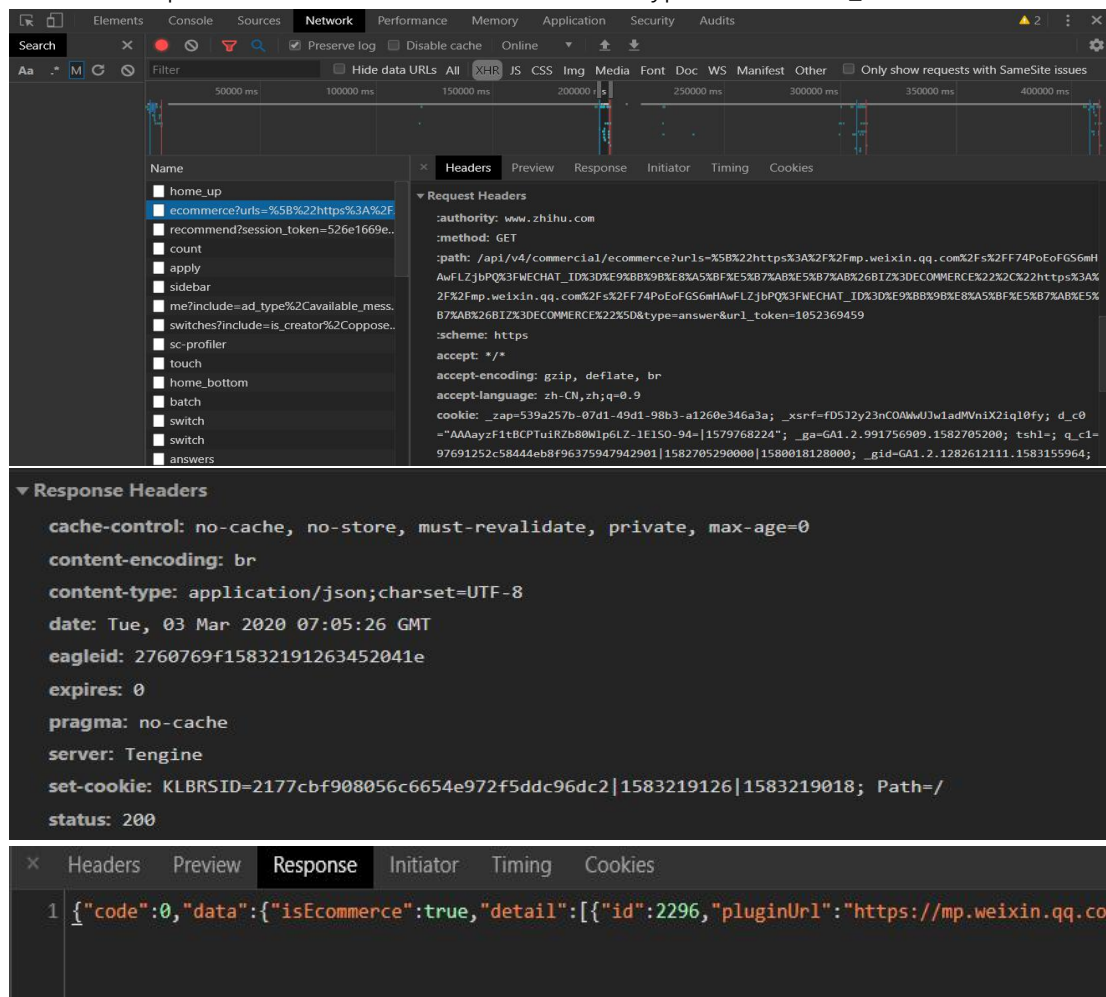 Elements Console Sources Network Performance Memory Application Security Audits 2
Search Preserve log Disable cache Online
Aa .* M Filter Hide data URLs All XHR JS CSS Img Media Font Doc WS Manifest Other Only show requests with SameSite issues
50000 ms 100000 ms 150000 ms 200000 250000 ms 300000 ms 350000 ms 400000 ms
Name Headers Preview Response Initiator Timing Cookies
home_up
ecommerce?urls=%5B%22https%3A%2F
recommend?session_token=526e1669e..
count
apply
sidebar
me?include=ad_type%2Cavailable_mess.
switches?include=is_creator%2Coppose..
sc-profiler
touch
home_bottom
batch
switch
switch
answers
Request Headers
:authority: www.zhihu.com
:method: GET
:path: /api/v4/commercial/ecommerce?urls=%5B%22https%3A%2F%2Fmp.weixin.qq.com%2Fs%2FF74PoEoFGS6mH
AwFLZjbPQ%3FWECHAT_ID%3D%E9%BB%9B%E8%A5%BF%E5%B7%AB%E5%B7%AB%26BIZ%3DECOMMERCE%22%2C%22https%3A%
2F%2Fmp.weixin.qq.com%2Fs%2FF74PoEoFGS6mHAwFLZjbPQ%3FWECHAT_ID%3D%E9%BB%9B%E8%A5%BF%E5%B7%AB%E5%
B7%AB%26BIZ%3DECOMMERCE%22%5D&type=answer&url_token=1052369459
:scheme: https
accept: */*
accept-encoding: gzip, deflate, br
accept-language: zh-CN,zh;q=0.9
cookie: _zap=539a257b-07d1-49d1-98b3-a1260e346a3a; _xsrf=fD5J2y23nCOAWwUJw1adMVniX2iql0fy; d_c0
="AAAayzF1tBCPTuiRZb80Wlp6LZ-lElSO-94=|1579768224"; _ga=GA1.2.991756909.1582705200; tshl=; q_c1=
97691252c58444eb8f96375947942901|1582705290000|1580018128000; _gid=GA1.2.1282612111.1583155964;
Response Headers
cache-control: no-cache, no-store, must-revalidate, private, max-age=0
content-encoding: br
content-type: application/json;charset=UTF-8
date: Tue, 03 Mar 2020 07:05:26 GMT
eagleid: 2760769f15832191263452041e
expires: 0
pragma: no-cache
server: Tengine
set-cookie: KLBRSID=2177cbf908056c6654e972f5ddc96dc2|1583219126|1583219018; Path=/
status: 200
Headers Preview Response Initiator Timing Cookies
1 {"code":0,"data":{"isEcommerce":true,"detail":[{"id":2296,"pluginUrl":"https://mp.weixin.qq.co